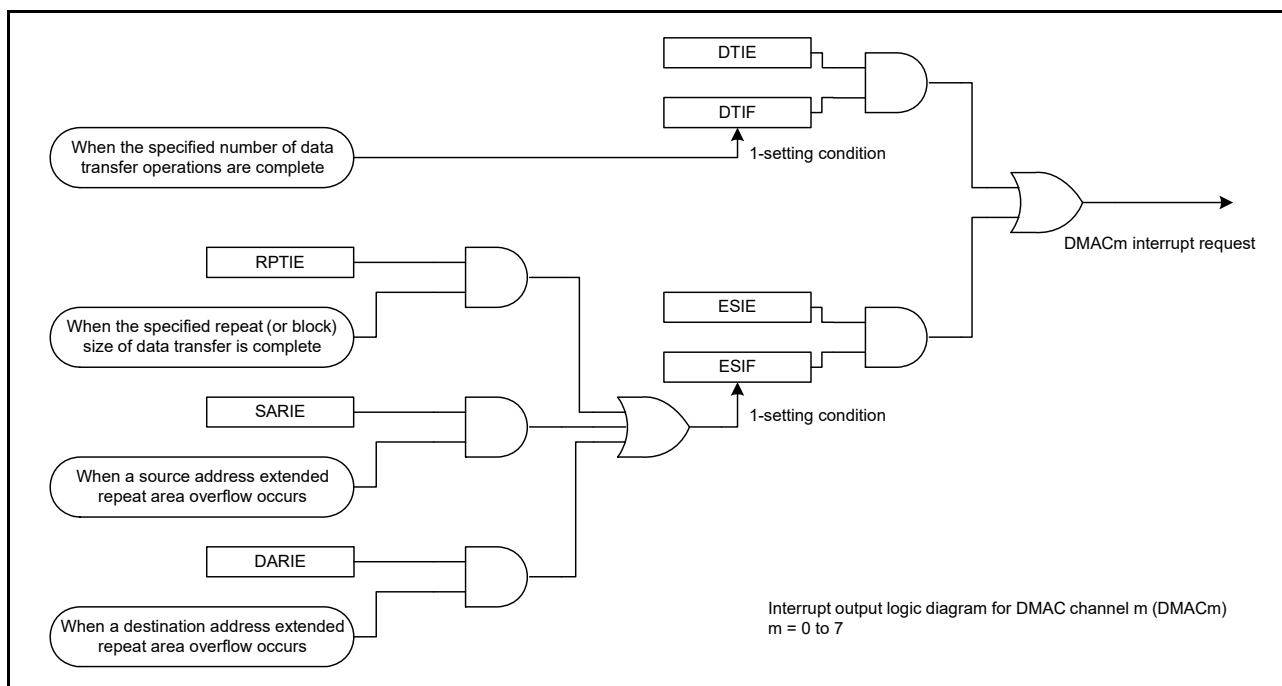 DTIE
DTIF
When the specified number of data
transfer operations are complete
1-setting condition
DMACm interrupt request
RPTIE
When the specified repeat (or block)
size of data transfer is complete
ESIE
ESIF
1-setting condition
SARIE
When a source address extended
repeat area overflow occurs
DARIE
When a destination address extended
repeat area overflow occurs
Interrupt output logic diagram for DMAC channel m (DMACm)
m = 0 to 7